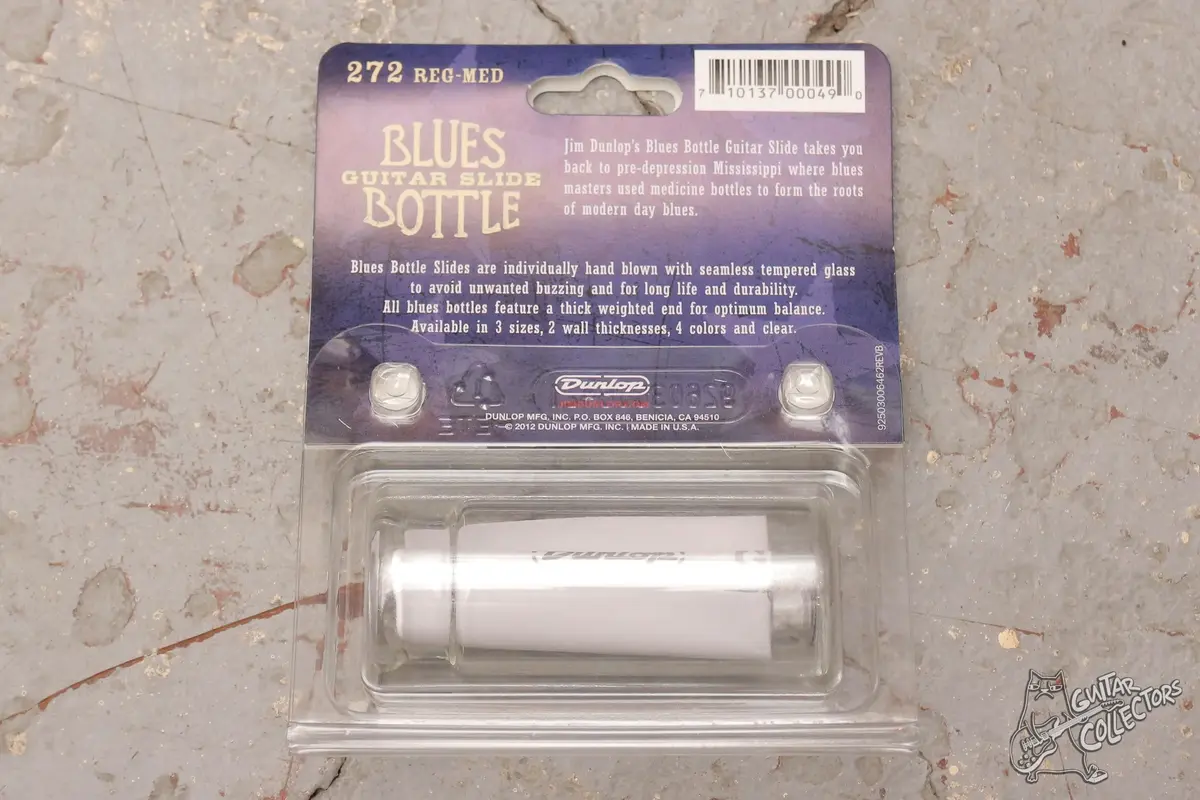 272 REG-MED
7 10137 00049 0
BLUES
GUITAR SLIDE
BOTTLE
Jim Dunlop's Blues Bottle Guitar Slide takes you
back to pre-depression Mississippi where blues
masters used medicine bottles to form the roots
of modern day blues.
Blues Bottle Slides are individually hand blown with seamless tempered glass
to avoid unwanted buzzing and for long life and durability.
All blues bottles feature a thick weighted end for optimum balance.
Available in 3 sizes, 2 wall thicknesses, 4 colors and clear.
Dunlop
DUNLOP MFG, INC. P.O. BOX 846, BENICIA, CA 94510
© 2012 DUNLOP MFG. INC. | MADE IN U.S.A.
92503006462REVB
Dunlop
GUITAR
COLLECTORS